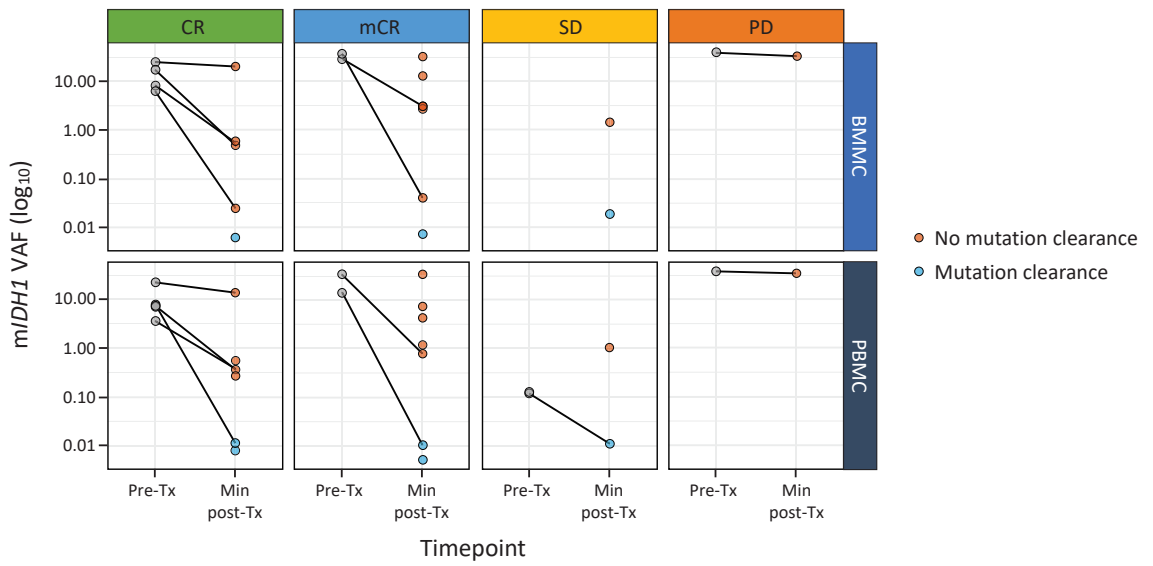 CR
mCR
SD
PD
10.00
1.00
0.10
0.01
BMMC
10.00
1.00
0.10
0.01
PBMC
mIDH1 VAF (log10)
No mutation clearance
Mutation clearance
Pre-Tx
Min
post-Tx
Pre-Tx
Min
post-Tx
Pre-Tx
Min
post-Tx
Pre-Tx
Min
post-Tx
Timepoint